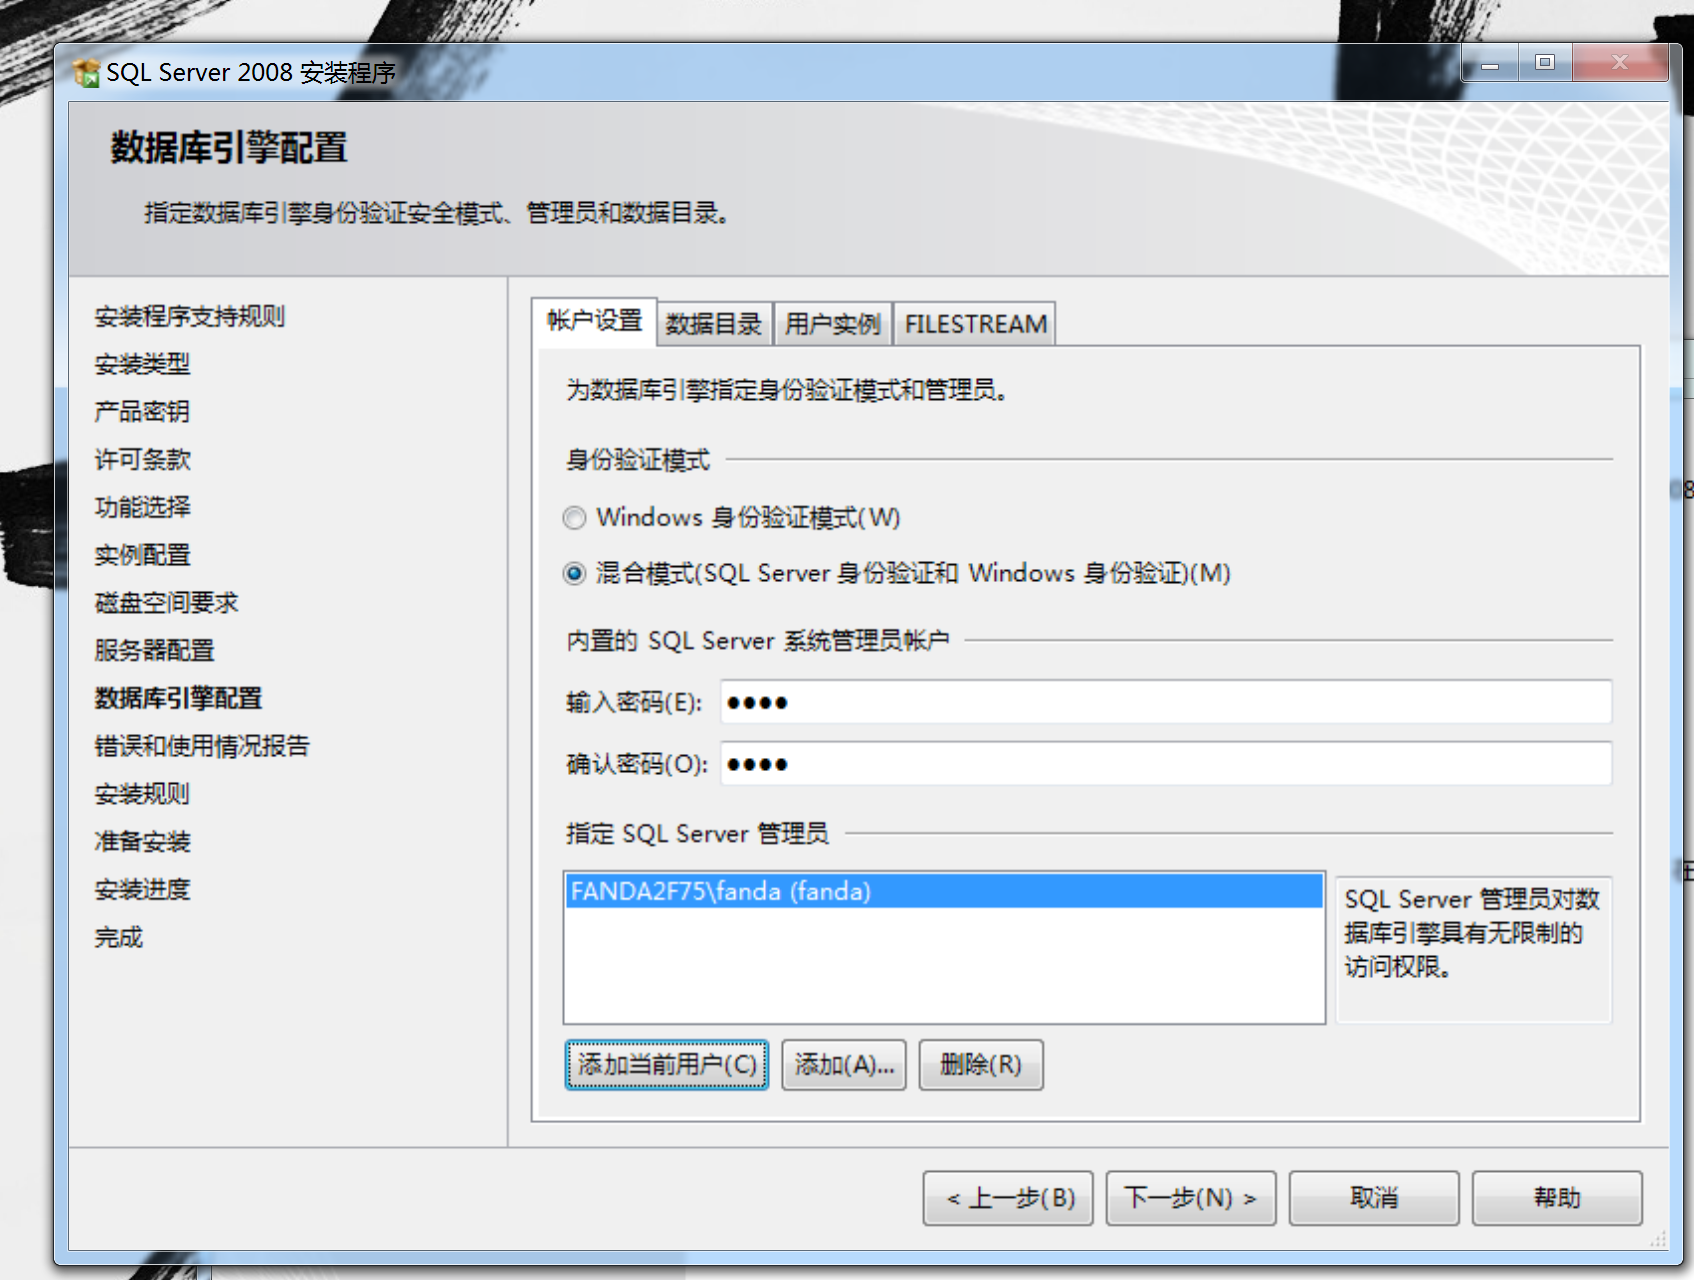 SQL Server 2008 安装程序
数据库引擎配置
指定数据库引擎身份验证安全模式、管理员和数据目录。
安装程序支持规则
安装类型
产品密钥
许可条款
功能选择
实例配置
磁盘空间要求
服务器配置
数据库引擎配置
错误和使用情况报告
安装规则
准备安装
安装进度
完成
帐户设置 数据目录 用户实例 FILESTREAM
为数据库引擎指定身份验证模式和管理员。
身份验证模式
Windows 身份验证模式(W)
混合模式(SQL Server 身份验证和 Windows 身份验证)(M)
内置的 SQL Server 系统管理员帐户
输入密码(E): ●●●●
确认密码(O): ●●●●
指定 SQL Server 管理员
FANDA2F75\fanda (fanda)
SQL Server 管理员对数
据库引擎具有无限制的
访问权限。
添加当前用户(C) 添加(A)... 删除(R)
< 上一步(B) 下一步(N) > 取消 帮助